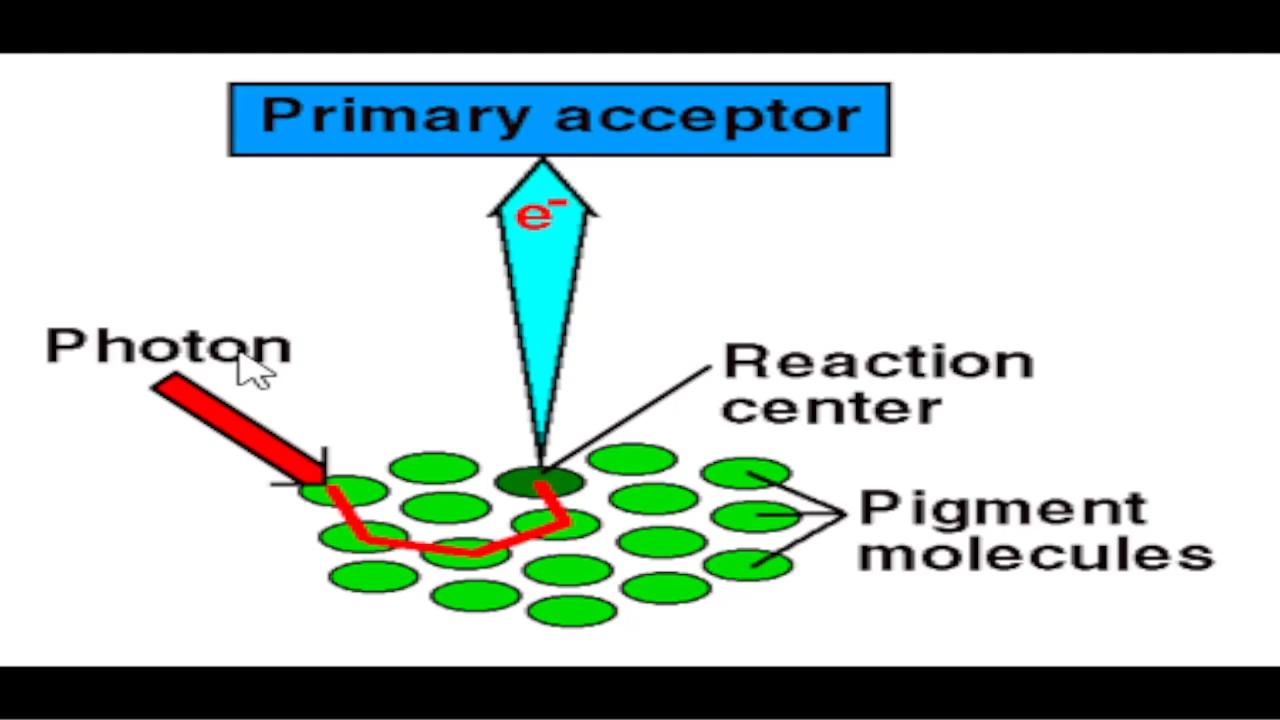 Primary acceptor
e-
Photon
Reaction
center
Pigment
molecules